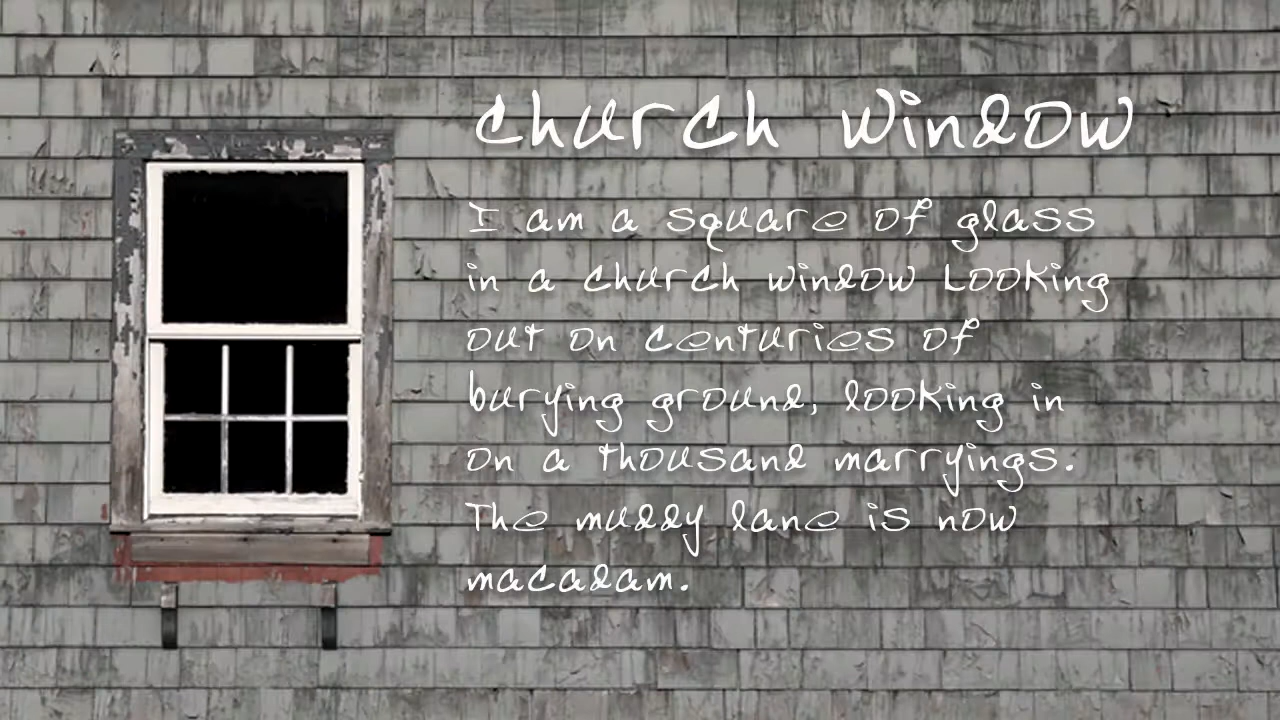 church window
I am a square of glass
in a church window looking
out on centuries of
burying ground, looking in
on a thousand marryings.
The muddy lane is now
macadam.